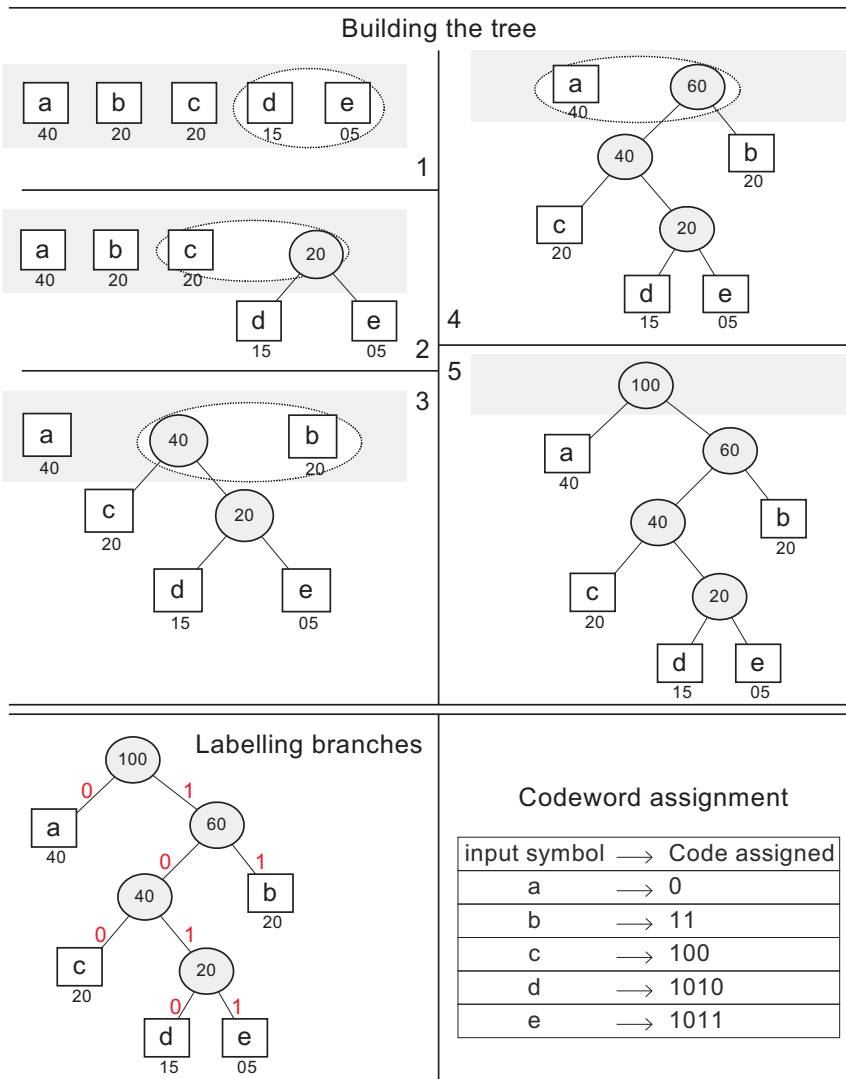 Building the tree
a b c d e
40 20 20 15 05
1
a b c 20
40 20 20
d e
15 05
2
a 40 b
40 20
3
c 20
20
d e
15 05
a 60
40
40 b
20
c 20
20
d e
15 05
4
5
100
a 60
40
40 b
20
c 20
20
d e
15 05
Labelling branches
100
0 1
a 60
40
0 1
40 b
20
0 1
c 20
20
0 1
d e
15 05
Codeword assignment
input symbol → Code assigned
a → 0
b → 11
c → 100
d → 1010
e → 1011